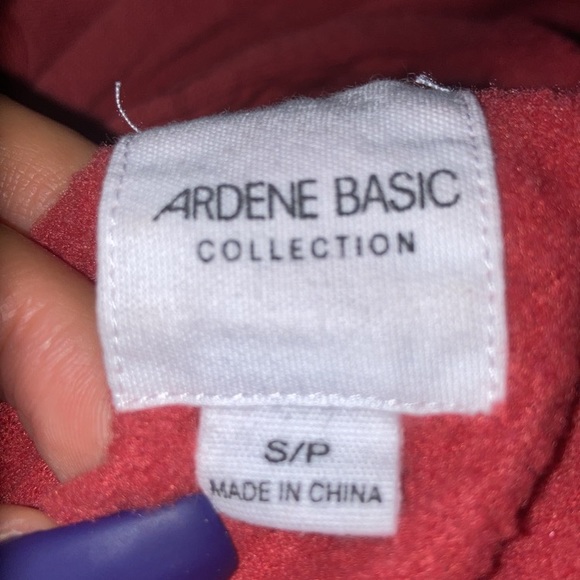 ARDENE BASIC
COLLECTION
S/P
MADE IN CHINA